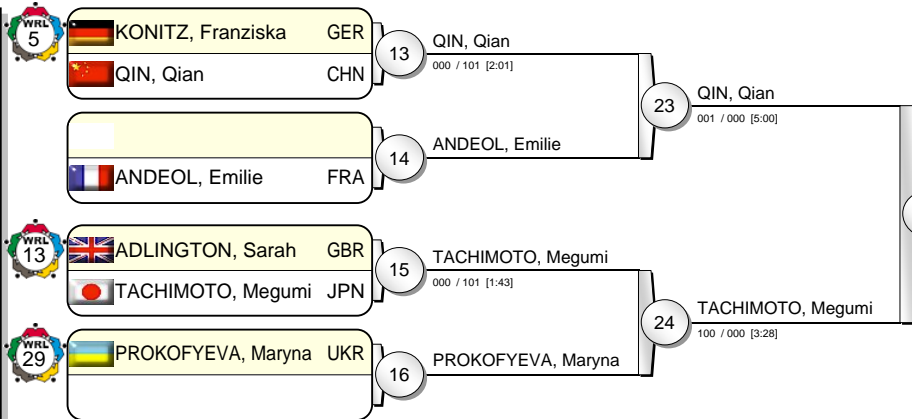 WRL
5
KONITZ, Franziska GER
QIN, Qian CHN
13
QIN, Qian
000 / 101 [2:01]
ANDEOL, Emilie FRA
14
ANDEOL, Emilie
23
QIN, Qian
001 / 000 [5:00]
WRL
13
ADLINGTON, Sarah GBR
TACHIMOTO, Megumi JPN
15
TACHIMOTO, Megumi
000 / 101 [1:43]
WRL
29
PROKOFYEVA, Maryna UKR
16
PROKOFYEVA, Maryna
24
TACHIMOTO, Megumi
100 / 000 [3:28]